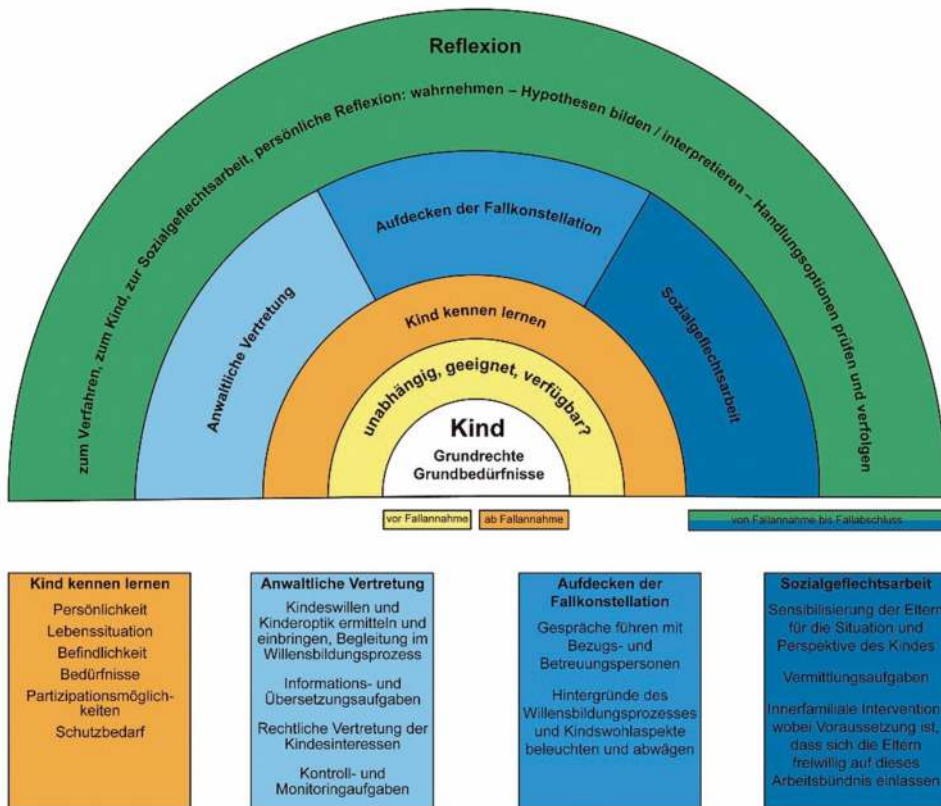 Reflexion
zum Verfahren, zum Kind, zur Sozialgeflechtsarbeit, persönliche Reflexion: wahrnehmen – Hypothesen bilden / interpretieren – Handlungsoptionen prüfen und verfolgen
Anwaltliche Vertretung
Aufdecken der Fallkonstellation
Sozialgeflechtsarbeit
Kind kennen lernen
unabhängig, geeignet, verfügbar?
Kind
Grundrechte
Grundbedürfnisse
vor Fallannahme
ab Fallannahme
von Fallannahme bis Fallabschluss
Kind kennen lernen
Persönlichkeit
Lebenssituation
Befindlichkeit
Bedürfnisse
Partizipationsmöglich-
keiten
Schutzbedarf
Anwaltliche Vertretung
Kindeswillen und
Kinderoptik ermitteln und
einbringen, Begleitung im
Willensbildungsprozess
Informations- und
Übersetzungsaufgaben
Rechtliche Vertretung der
Kindesinteressen
Kontroll- und
Monitoringaufgaben
Aufdecken der
Fallkonstellation
Gespräche führen mit
Bezugs- und
Betreuungspersonen
Hintergründe des
Willensbildungsprozesses
und Kindswohlaspekte
beleuchten und abwägen
Sozialgeflechtsarbeit
Sensibilisierung der Eltern
für die Situation und
Perspektive des Kindes
Vermittlungsaufgaben
Innerfamiliale Intervention,
wobei Voraussetzung ist,
dass sich die Eltern
freiwillig auf dieses
Arbeitsbündnis einlassen